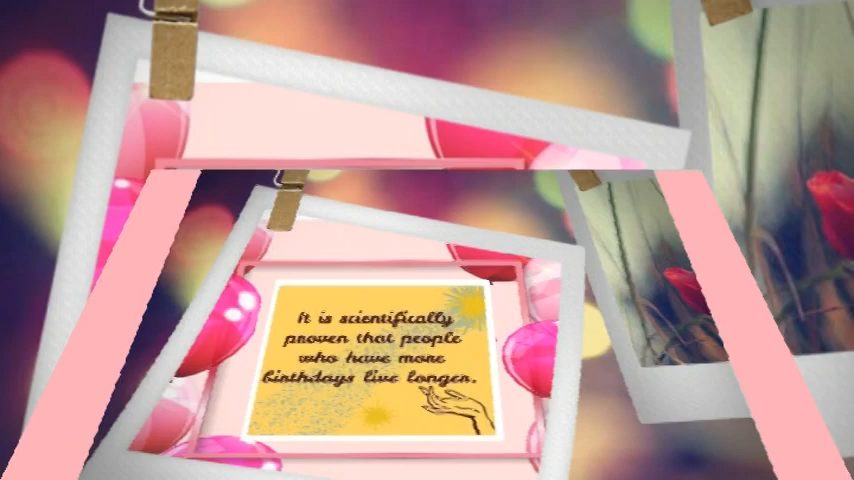 It is scientifically
proven that people
who have more
birthdays live longer.